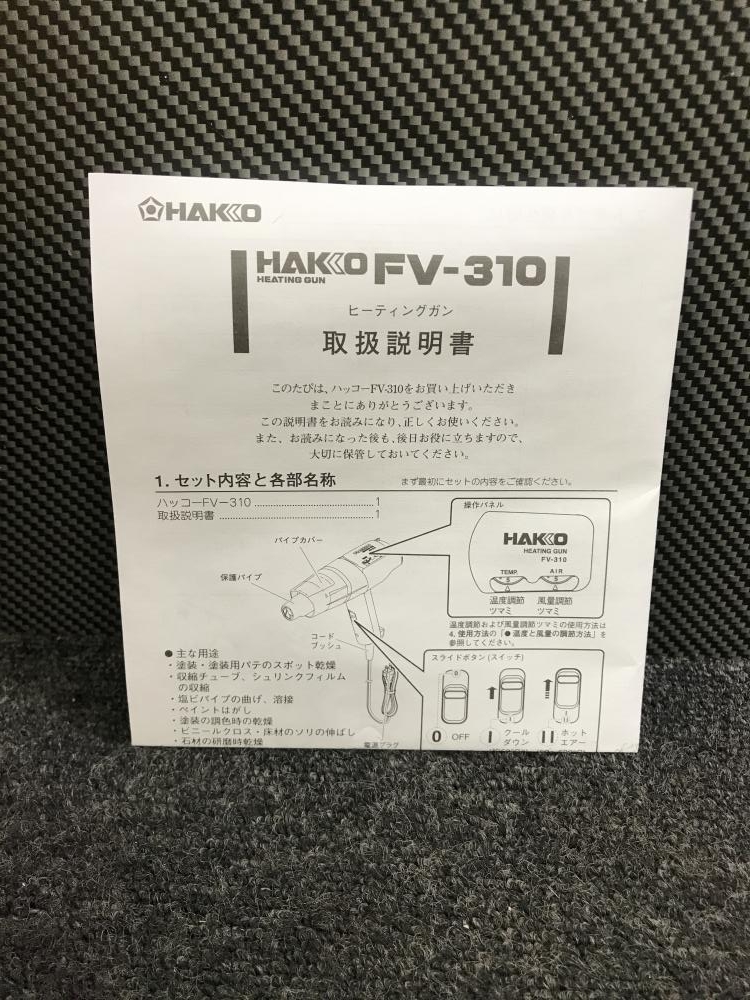 HAKKO
HAKKO FV-310
HEATING GUN
ヒーティングガン
取扱説明書
このたびは、ハッコーFV-310をお買い上げいただき
まことにありがとうございます。
この説明書をお読みになり、正しくお使いください。
また、お読みになった後も、後日お役に立ちますので、
大切に保管しておいてください。
1. セット内容と各部名称
まず最初にセットの内容をご確認ください。
ハッコーFV-310 ........................................ 1
取扱説明書 ........................................ 1
操作パネル
HAKKO
HEATING GUN
FV-310
TEMP. AIR
5 5
温度調節
ツマミ
風量調節
ツマミ
パイプカバー
保護パイプ
コード
ブッシュ
電源プラグ
温度調節および風量調節ツマミの使用方法は
4. 使用方法の「●温度と風量の調節方法」を
参照してください。
● 主な用途
・塗装・塗装用パテのスポット乾燥
・収縮チューブ、シュリンクフィルム
の収縮
・塩ビパイプの曲げ、溶接
・ペイントはがし
・塗装の調色時の乾燥
・ビニールクロス・床材のソリの伸ばし
・石材の研磨時乾燥
スライドボタン(スイッチ)
0 OFF
I クール
ダウン
II ホット
エアー